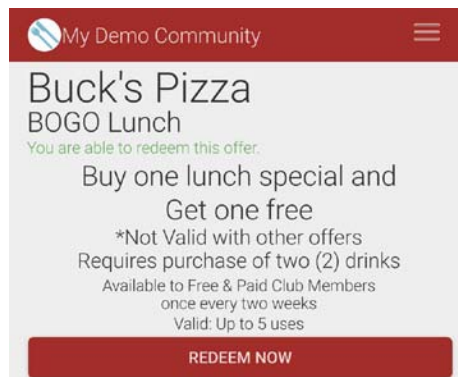 My Demo Community
Buck's Pizza
BOGO Lunch
You are able to redeem this offer.
Buy one lunch special and
Get one free
*Not Valid with other offers
Requires purchase of two (2) drinks
Available to Free & Paid Club Members
once every two weeks
Valid: Up to 5 uses
REDEEM NOW